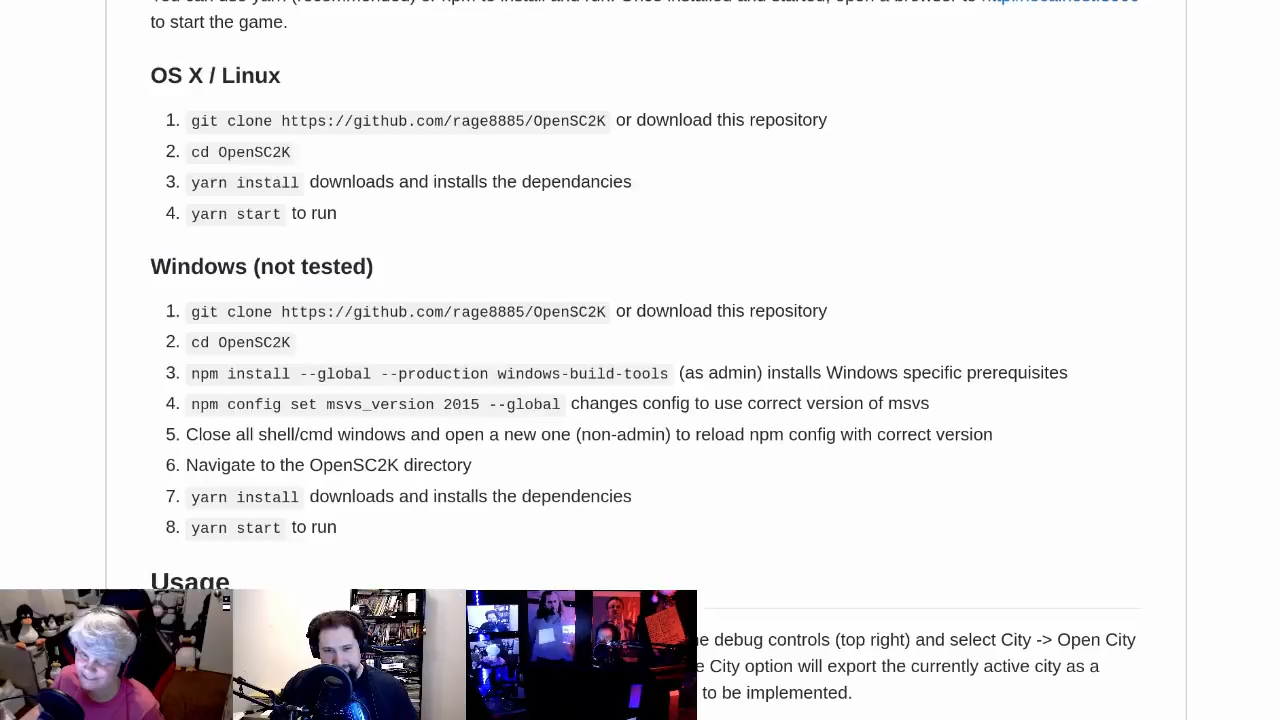 to start the game.
OS X / Linux
1. git clone https://github.com/rage8885/OpenSC2K or download this repository
2. cd OpenSC2K
3. yarn install downloads and installs the dependancies
4. yarn start to run
Windows (not tested)
1. git clone https://github.com/rage8885/OpenSC2K or download this repository
2. cd OpenSC2K
3. npm install --global --production windows-build-tools (as admin) installs Windows specific prerequisites
4. npm config set msvs_version 2015 --global changes config to use correct version of msvs
5. Close all shell/cmd windows and open a new one (non-admin) to reload npm config with correct version
6. Navigate to the OpenSC2K directory
7. yarn install downloads and installs the dependencies
8. yarn start to run
Usage
debug controls (top right) and select City -> Open City
City option will export the currently active city as a
to be implemented.